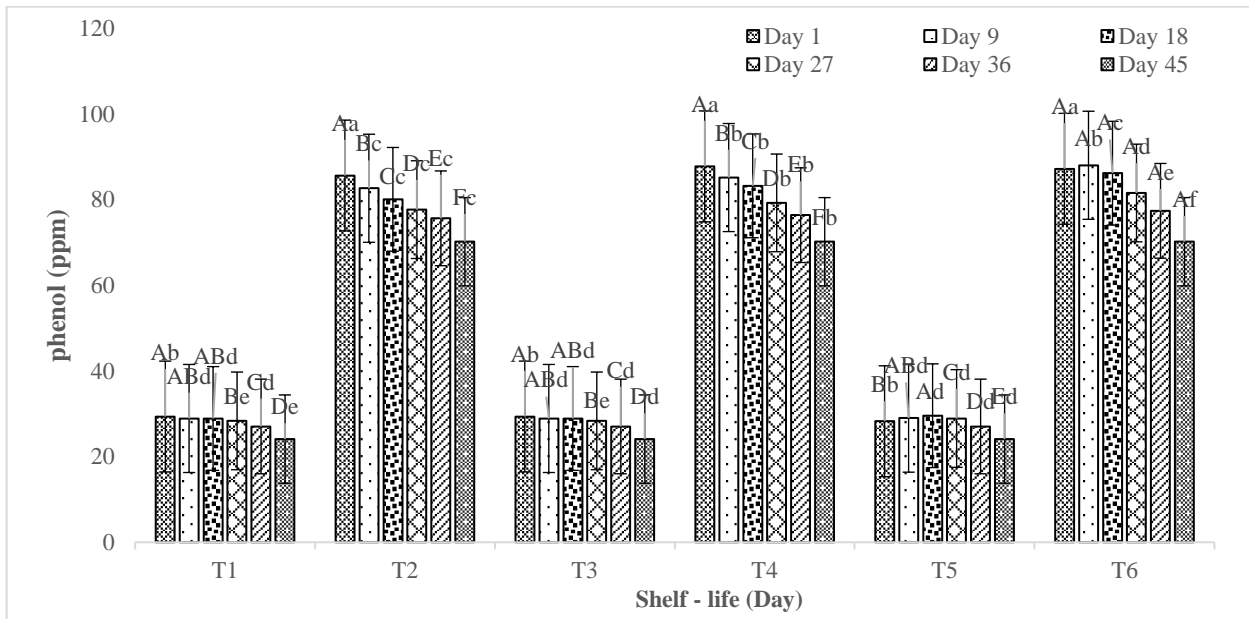 120
100
80
60
40
20
0
phenol (ppm)
Day 1 Day 9 Day 18
Day 27 Day 36 Day 45
Ab ABd ABd Be Cd De
Aa Bc Cc Dc Ec Fc
Ab ABd ABd Be Cd Dd
Aa Bb Cb Db Eb Fb
Bb ABd Ad Cd Dd Ed
Aa Ab Ac Ad Ae Af
T1 T2 T3 T4 T5 T6
Shelf - life (Day)